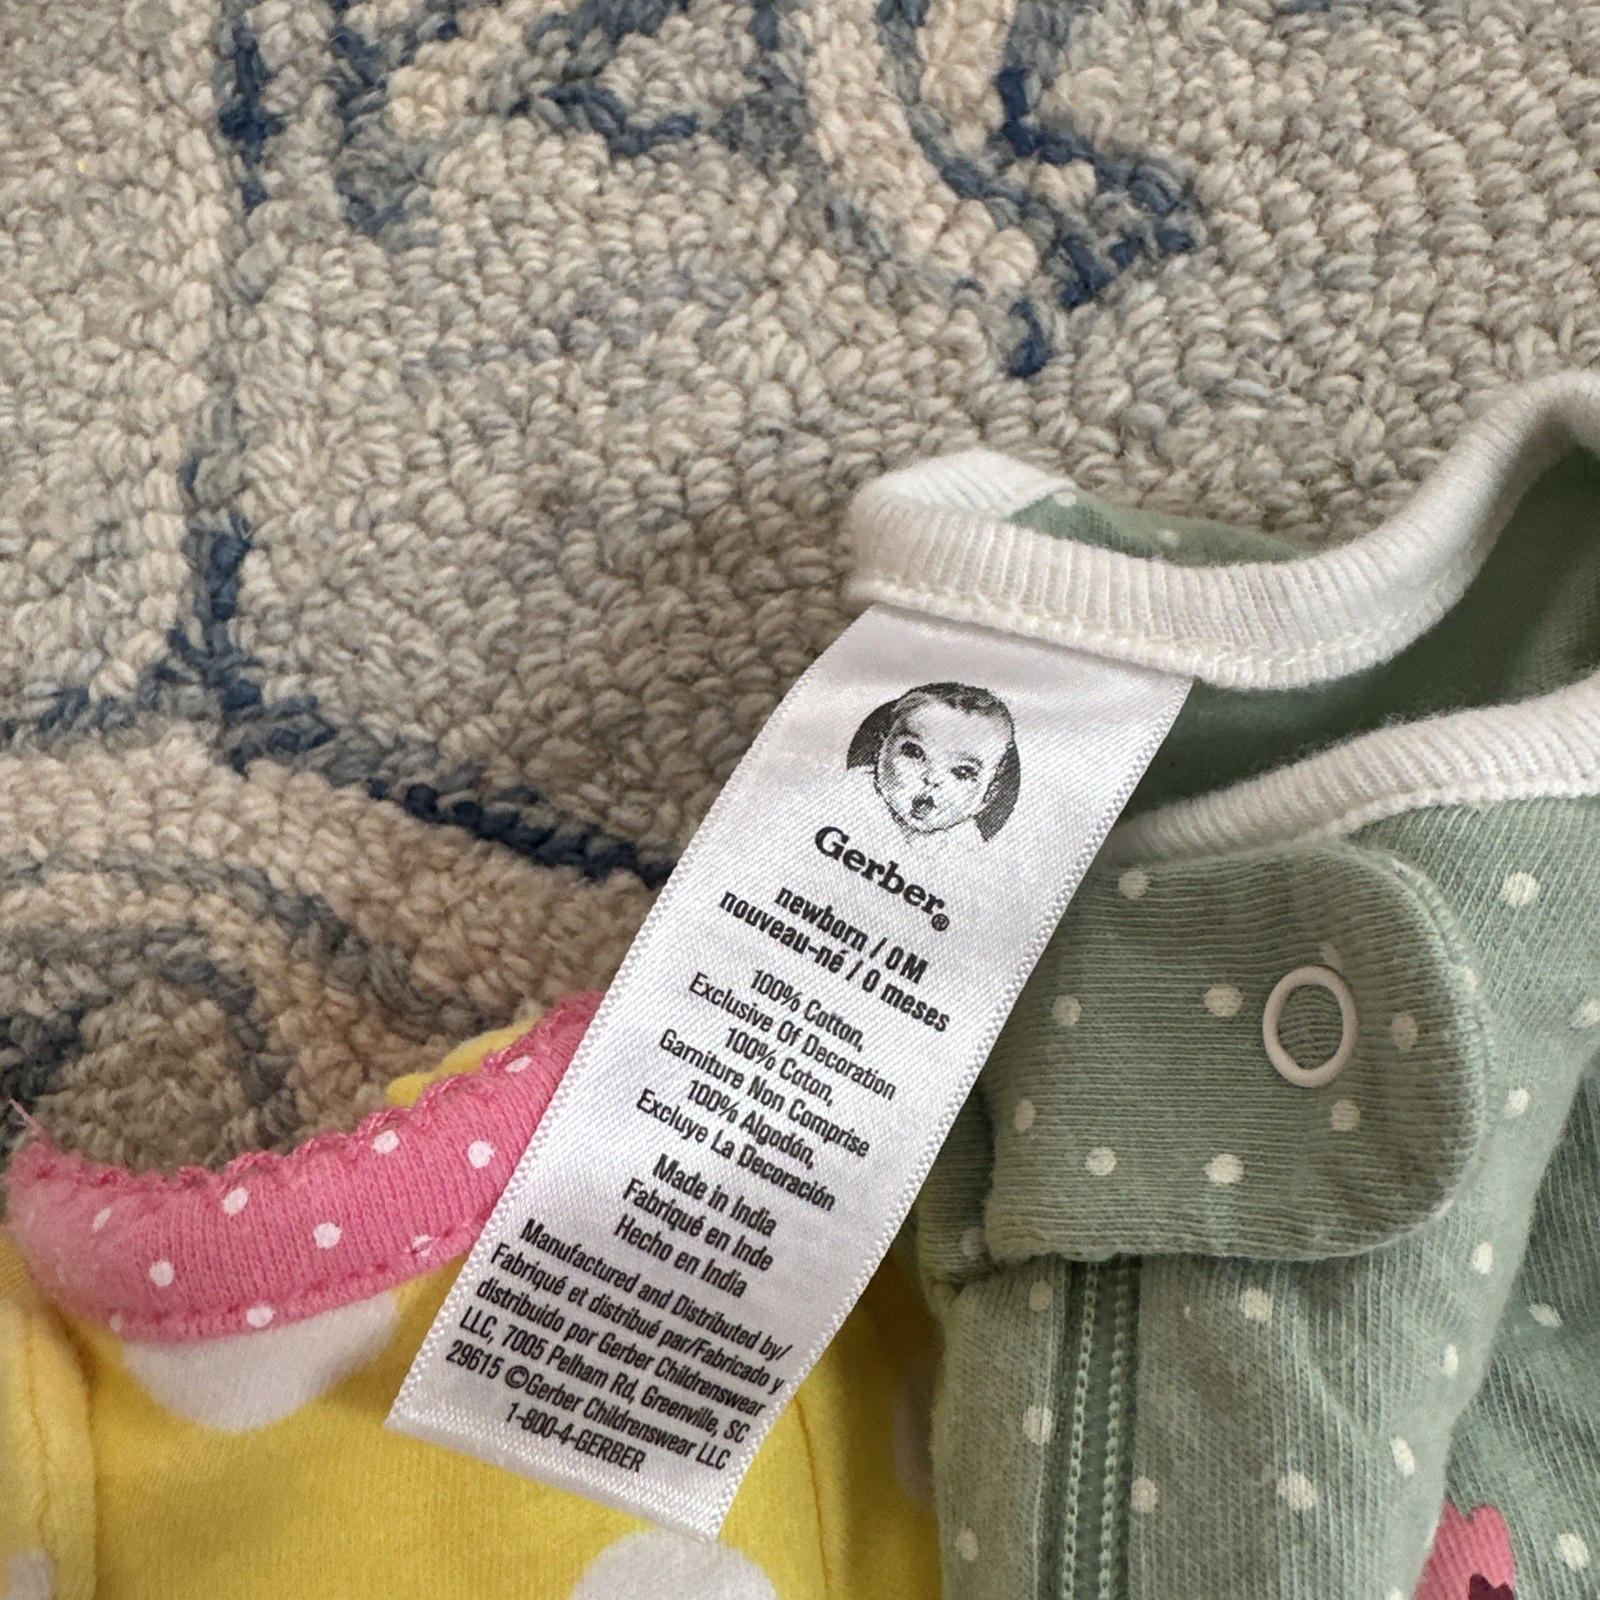 Gerber®
newborn / 0M
nouveau-né / 0 meses
100% Cotton,
Exclusive Of Decoration
100% Coton,
Garniture Non Comprise
100% Algodón,
Excluye La Decoración
Made in India
Fabriqué en Inde
Hecho en India
Manufactured and Distributed by/
Fabriqué et distribué par/Fabricado y
distribuido por Gerber Childrenswear
LLC, 7005 Pelham Rd, Greenville, SC
29615 ©Gerber Childrenswear LLC
1-800-4-GERBER